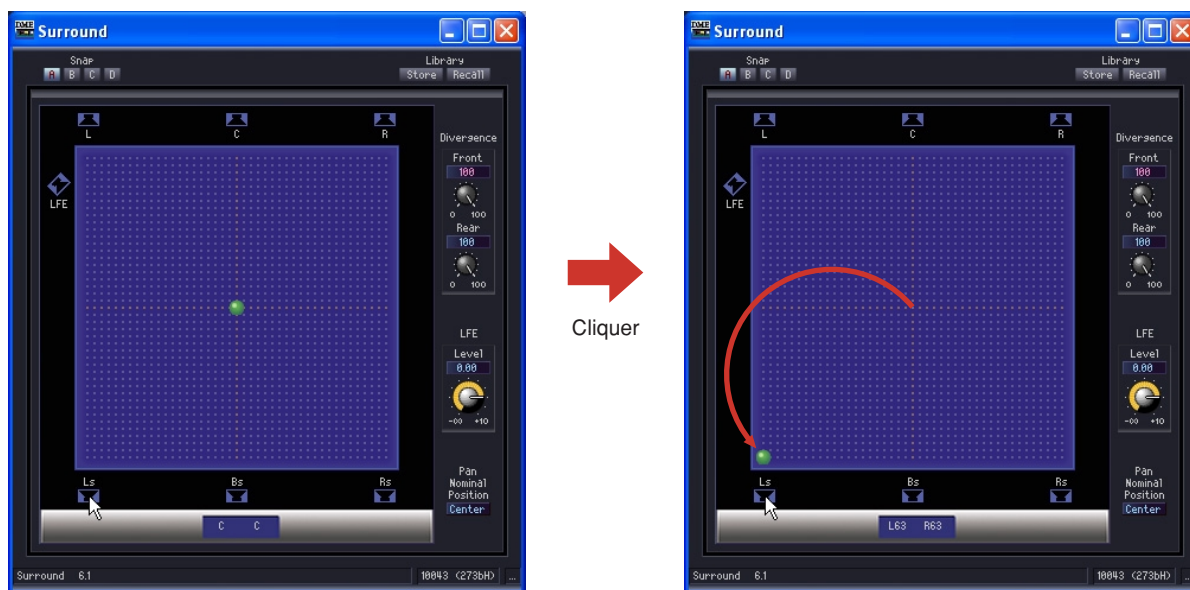 Surround
Snap
Library
A B C D
Store Recall
L
C
R
LFE
Divergence
Front
100
0 100
Rear
100
0 100
LFE
Level
0.00
-oo +10
Ls
Bs
Rs
Pan
Nominal
Position
Center
C C
Surround 6.1
10043 (273bH)
...
Cliquer
Surround
Snap
Library
A B C D
Store Recall
L
C
R
LFE
Divergence
Front
100
0 100
Rear
100
0 100
LFE
Level
0.00
-oo +10
Ls
Bs
Rs
Pan
Nominal
Position
Center
L63 R63
Surround 6.1
10043 (273bH)